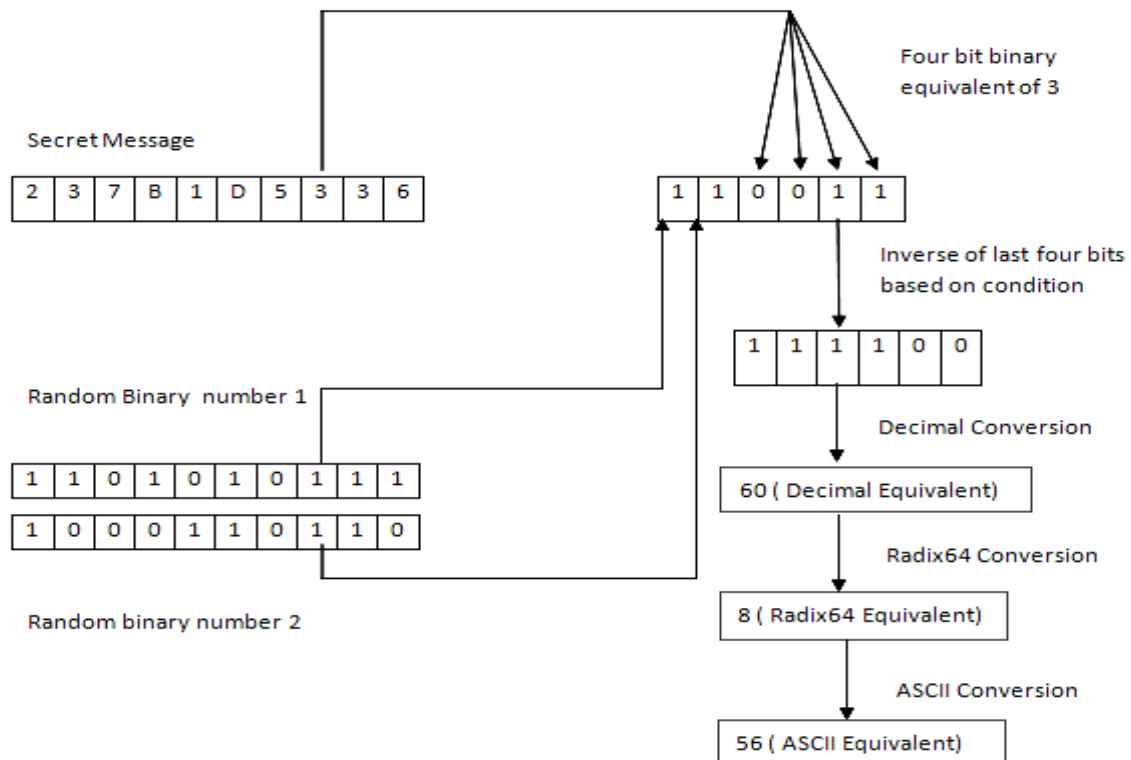 Four bit binary
equivalent of 3
Secret Message
2 3 7 B 1 D 5 3 3 6
1 1 0 0 1 1
Inverse of last four bits
based on condition
1 1 1 1 0 0
Random Binary number 1
Decimal Conversion
1 1 0 1 0 1 0 1 1 1
60 ( Decimal Equivalent)
1 0 0 0 1 1 0 1 1 0
Radix64 Conversion
Random binary number 2
8 ( Radix64 Equivalent)
ASCII Conversion
56 ( ASCII Equivalent)